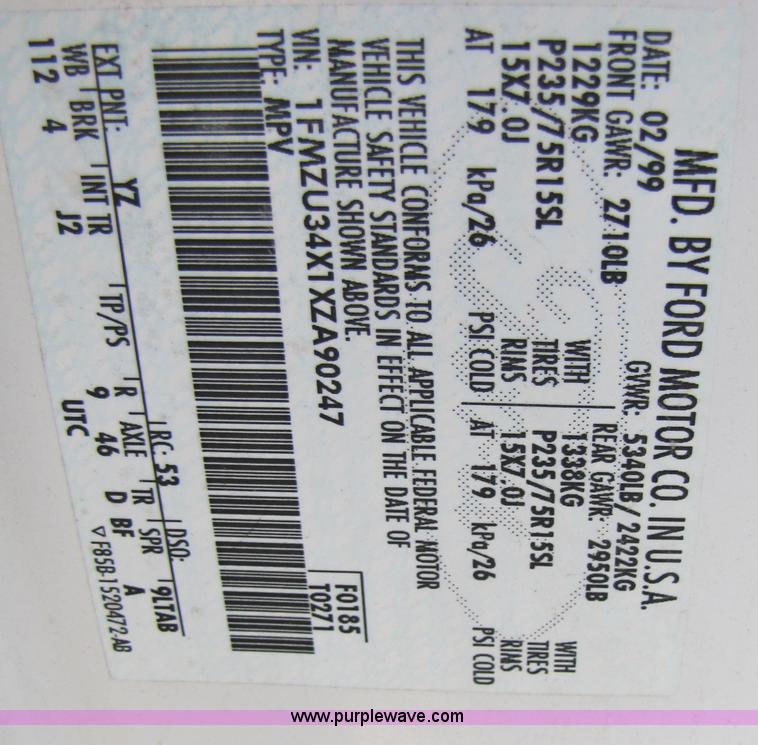 MFD. BY FORD MOTOR CO. IN U.S.A.
DATE: 02/99 GVWR: 5340LB/ 2422KG
FRONT GAWR: 2710LB REAR GAWR: 2950LB
1229KG WITH 1338KG WITH
P235/75R15SL TIRES P235/75R15SL TIRES
15X7.0J RIMS 15X7.0J RIMS
AT 179 kPa/26 PSI COLD AT 179 kPa/26 PSI COLD
THIS VEHICLE CONFORMS TO ALL APPLICABLE FEDERAL MOTOR
VEHICLE SAFETY STANDARDS IN EFFECT ON THE DATE OF
MANUFACTURE SHOWN ABOVE.
VIN: 1FMZU34X1XZA90247 F0185
TYPE: MPV T0271
EXT PNT: YZ RC: 53 DSO: 9LTAB
WB BRK INT TR TP/PS R AXLE TR SPR
112 4 J2 9 46 D BF A
UTC ▽ F85B-1520472-AB
www.purplewave.com